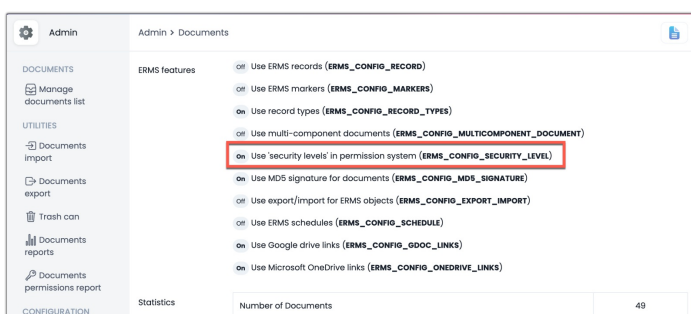 Admin
Admin > Documents
DOCUMENTS
Manage
documents list
UTILITIES
Documents
import
Documents
export
Trash can
Documents
reports
Documents
permissions report
CONFIGURATION
ERMS features
Off Use ERMS records (ERMS_CONFIG_RECORD)
Off Use ERMS markers (ERMS_CONFIG_MARKERS)
On Use record types (ERMS_CONFIG_RECORD_TYPES)
Off Use multi-component documents (ERMS_CONFIG_MULTICOMPONENT_DOCUMENT)
On Use 'security levels' in permission system (ERMS_CONFIG_SECURITY_LEVEL)
On Use MD5 signature for documents (ERMS_CONFIG_MD5_SIGNATURE)
Off Use export/import for ERMS objects (ERMS_CONFIG_EXPORT_IMPORT)
Off Use ERMS schedules (ERMS_CONFIG_SCHEDULE)
On Use Google drive links (ERMS_CONFIG_GDOC_LINKS)
On Use Microsoft OneDrive links (ERMS_CONFIG_ONEDRIVE_LINKS)
Statistics
Number of Documents 49